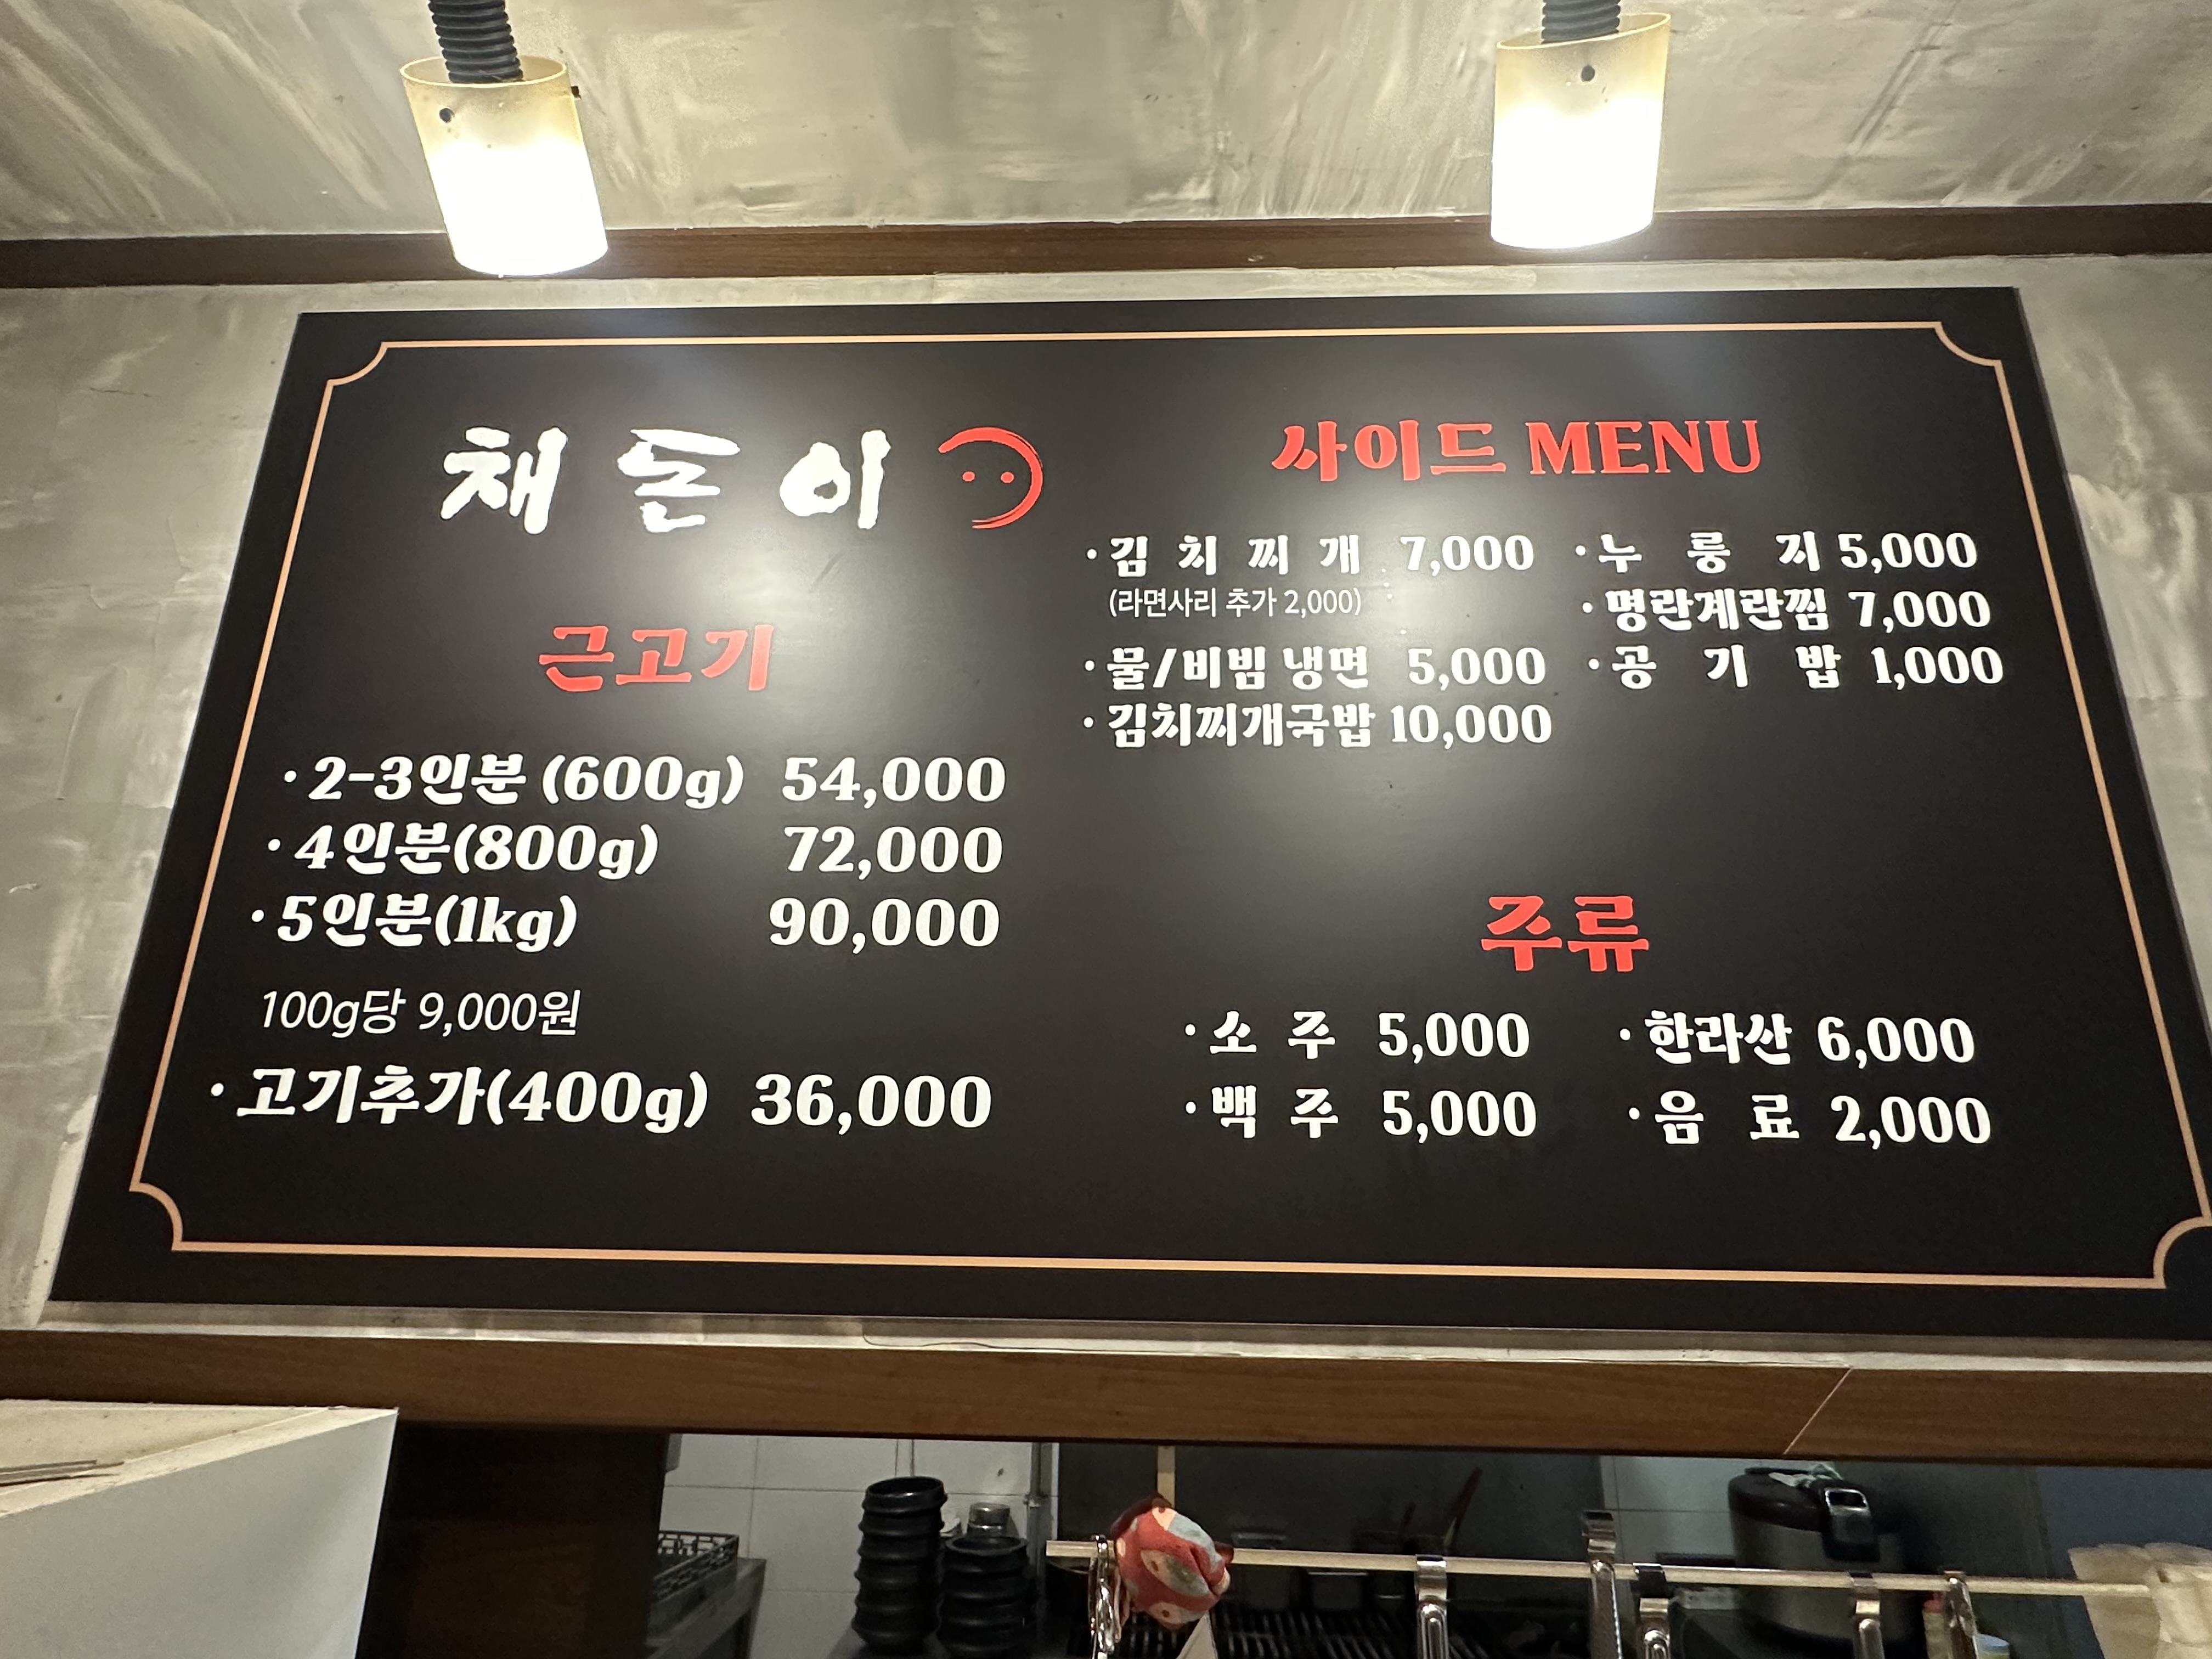 채돈이
근고기
·2-3인분 (600g) 54,000
·4인분(800g) 72,000
·5인분(1kg) 90,000
100g당 9,000원
·고기추가(400g) 36,000
사이드 MENU
·김 치 찌 개 7,000
(라면사리 추가 2,000)
·물/비빔 냉면 5,000
·김치찌개국밥 10,000
·누 룽 지 5,000
·명란계란찜 7,000
·공 기 밥 1,000
주류
·소 주 5,000
·백 주 5,000
·한라산 6,000
·음 료 2,000